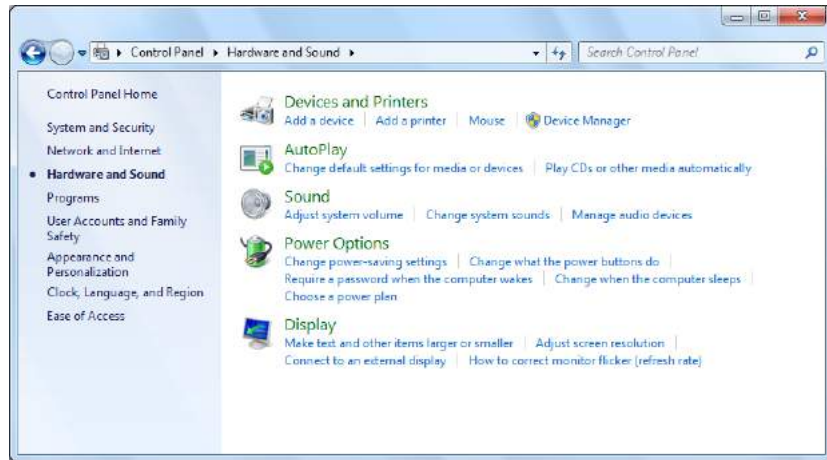 Control Panel Hardware and Sound Search Control Panel
Control Panel Home
System and Security
Network and Internet
Hardware and Sound
Programs
User Accounts and Family
Safety
Appearance and
Personalization
Clock, Language, and Region
Ease of Access
Devices and Printers
Add a device Add a printer Mouse Device Manager
AutoPlay
Change default settings for media or devices Play CDs or other media automatically
Sound
Adjust system volume Change system sounds Manage audio devices
Power Options
Change power-saving settings Change what the power buttons do
Require a password when the computer wakes Change when the computer sleeps
Choose a power plan
Display
Make text and other items larger or smaller Adjust screen resolution
Connect to an external display How to correct monitor flicker (refresh rate)